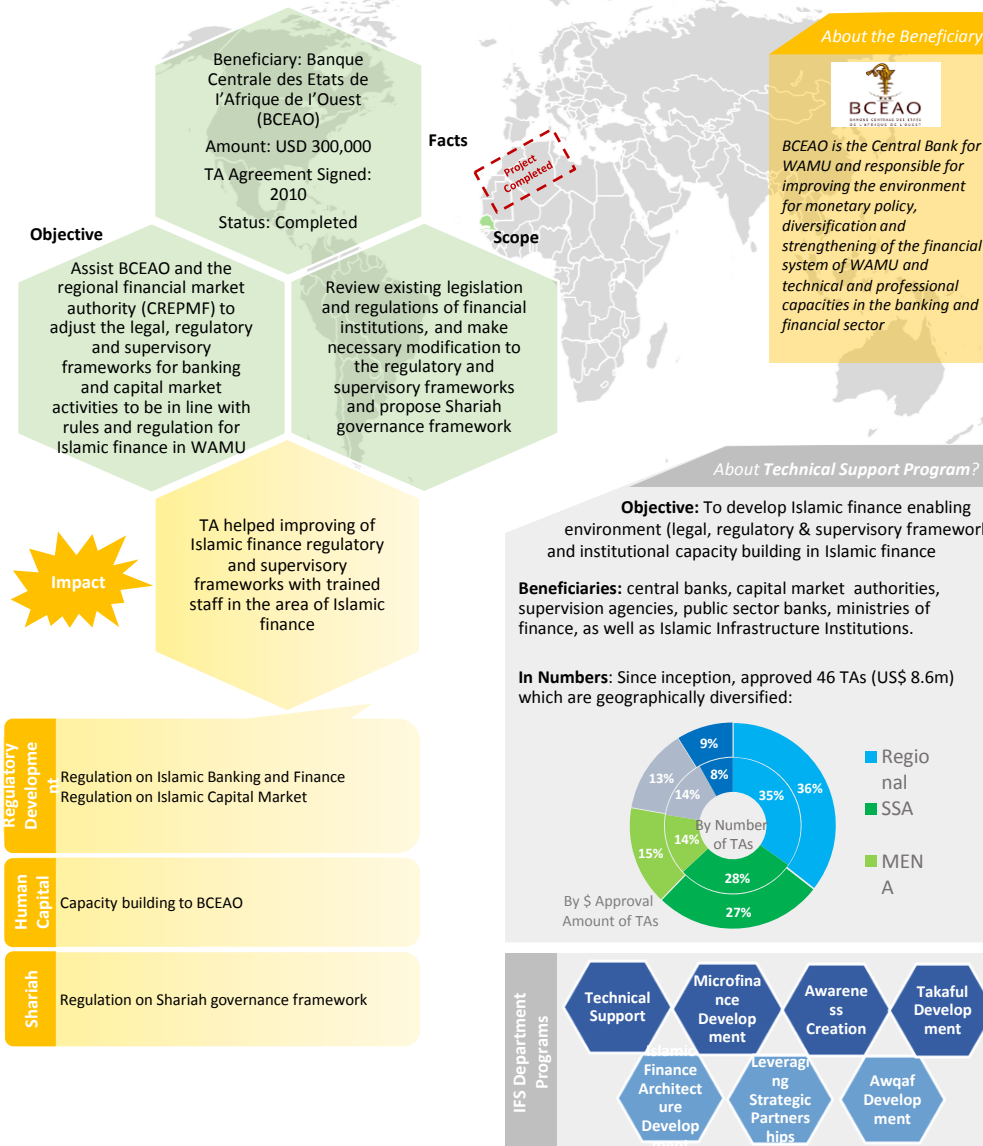 Beneficiary: Banque
Centrale des Etats de
l'Afrique de l'Ouest
(BCEAO)
Amount: USD 300,000
TA Agreement Signed:
2010
Status: Completed
Facts
Project
Completed
Objective
Assist BCEAO and the
regional financial market
authority (CREPMF) to
adjust the legal, regulatory
and supervisory
frameworks for banking
and capital market
activities to be in line with
rules and regulation for
Islamic finance in WAMU
Scope
Review existing legislation
and regulations of financial
institutions, and make
necessary modification to
the regulatory and
supervisory frameworks
and propose Shariah
governance framework
Impact
TA helped improving of
Islamic finance regulatory
and supervisory
frameworks with trained
staff in the area of Islamic
finance
Regulatory
Developme
nt
Regulation on Islamic Banking and Finance
Regulation on Islamic Capital Market
Human
Capital
Capacity building to BCEAO
Shariah
Regulation on Shariah governance framework
About the Beneficiary
BCEAO
BANQUE CENTRALE DES ETATS
DE L'AFRIQUE DE L'OUEST
BCEAO is the Central Bank for
WAMU and responsible for
improving the environment
for monetary policy,
diversification and
strengthening of the financial
system of WAMU and
technical and professional
capacities in the banking and
financial sector
About Technical Support Program?
Objective: To develop Islamic finance enabling
environment (legal, regulatory & supervisory framework
and institutional capacity building in Islamic finance
Beneficiaries: central banks, capital market authorities,
supervision agencies, public sector banks, ministries of
finance, as well as Islamic Infrastructure Institutions.
In Numbers: Since inception, approved 46 TAs (US$ 8.6m)
which are geographically diversified:
9%
8%
13%
14%
35%
36%
By Number
of TAs
15%
14%
28%
27%
By $ Approval
Amount of TAs
Regio
nal
SSA
MEN
A
IFS Department
Programs
Technical
Support
Microfina
nce
Develop
ment
Awarene
ss
Creation
Takaful
Develop
ment
Islamic
Finance
Architect
ure
Develop
Leveragi
ng
Strategic
Partners
hips
Awqaf
Develop
ment